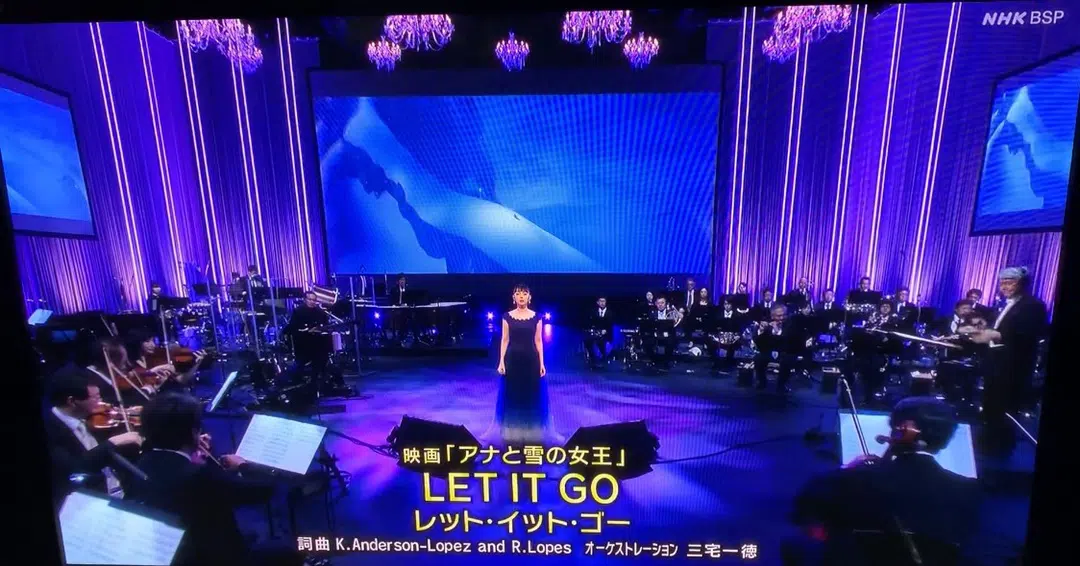 NHK BSP
映画「アナと雪の女王」
LET IT GO
レット・イット・ゴー
詞曲 K.Anderson-Lopez and R.Lopes オーケストレーション 三宅一徳